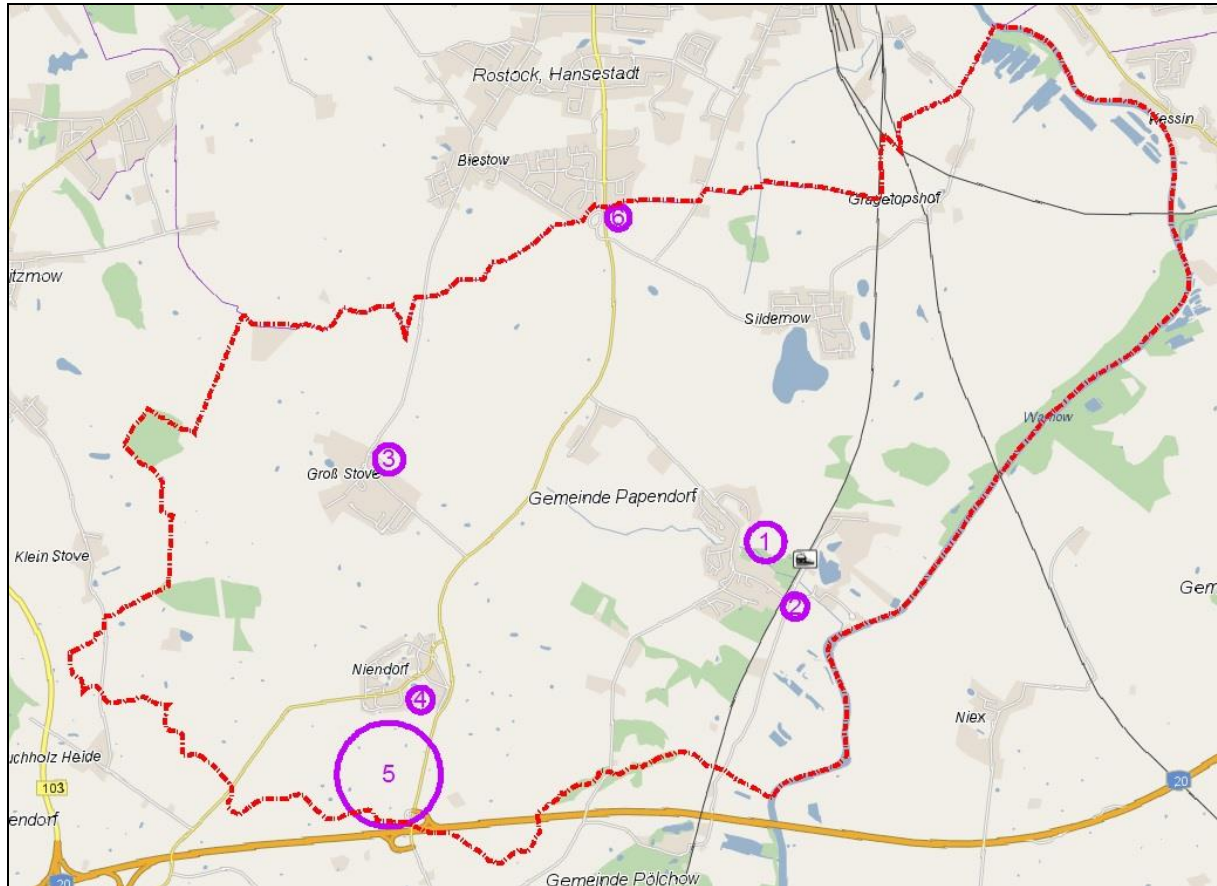 Rostock, Hansestadt
Kessin
Biestow
6
Gragetopshof
itzmow
Sildemow
Warnow
3
Groß Stove
Gemeinde Papendorf
1
Klein Stove
Gem
2
Niendorf
4
Niex
uchholz Heide
5
103
20
endorf
20
Gemeinde Pölchow